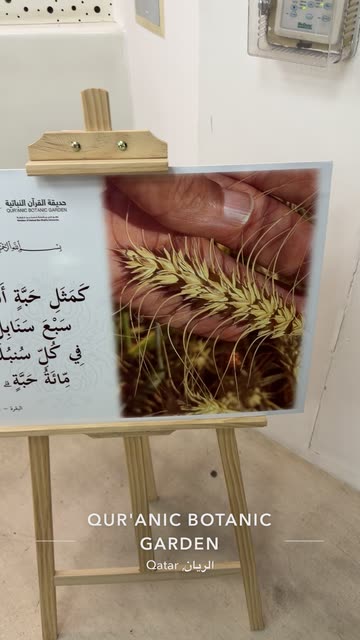 حديقة القرآن النباتية
QUR'ANIC BOTANIC GARDEN
كَمَثَلِ حَبَّةٍ
سَبْعَ سَنَابِلَ
فِي كُلِّ
مِّائَةُ حَبَّةٍ
البقرة
QUR'ANIC BOTANIC
GARDEN
الريان, Qatar